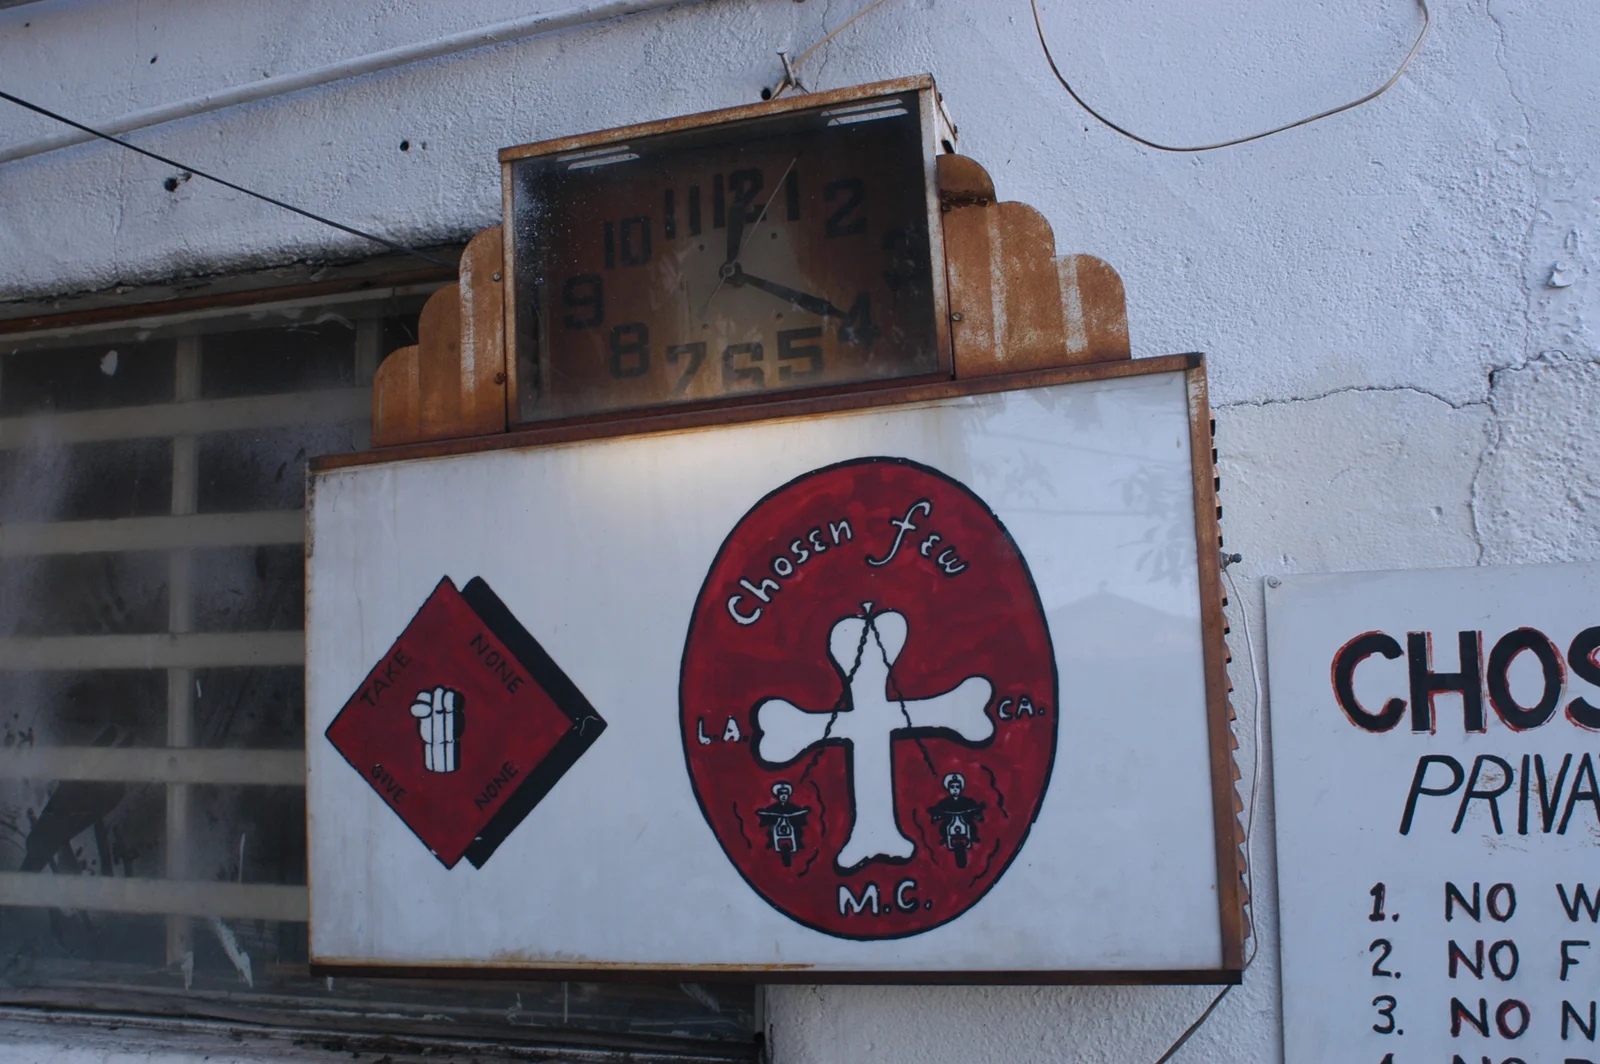 11 12 1
10 2
9 3
8 4
7 6 5
Chosen few
L.A. CA.
M.C.
TAKE NONE
GIVE NONE
CHOS
PRIVA
1. NO W
2. NO F
3. NO N